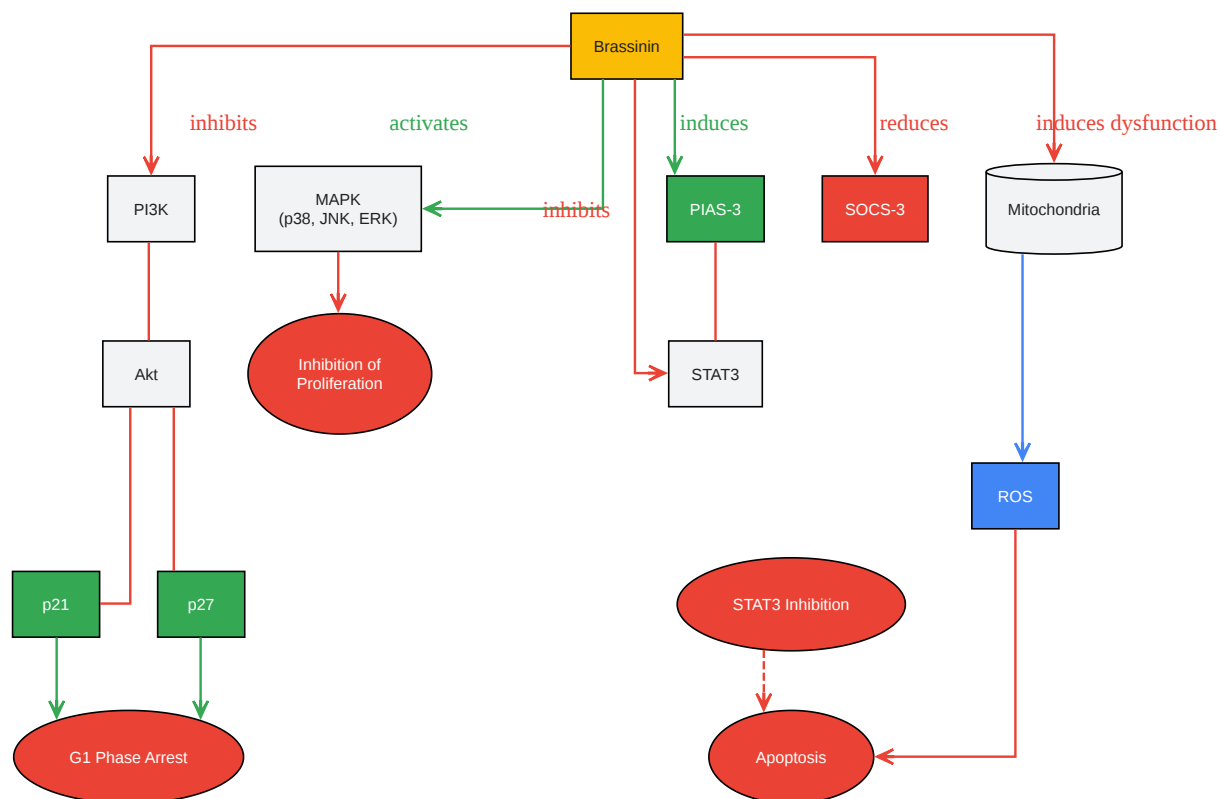 Brassinin
inhibits
activates
induces
reduces
induces dysfunction
PI3K
MAPK
(p38, JNK, ERK)
inhibits
PIAS-3
SOCS-3
Mitochondria
Akt
Inhibition of
Proliferation
STAT3
ROS
p21
p27
STAT3 Inhibition
G1 Phase Arrest
Apoptosis